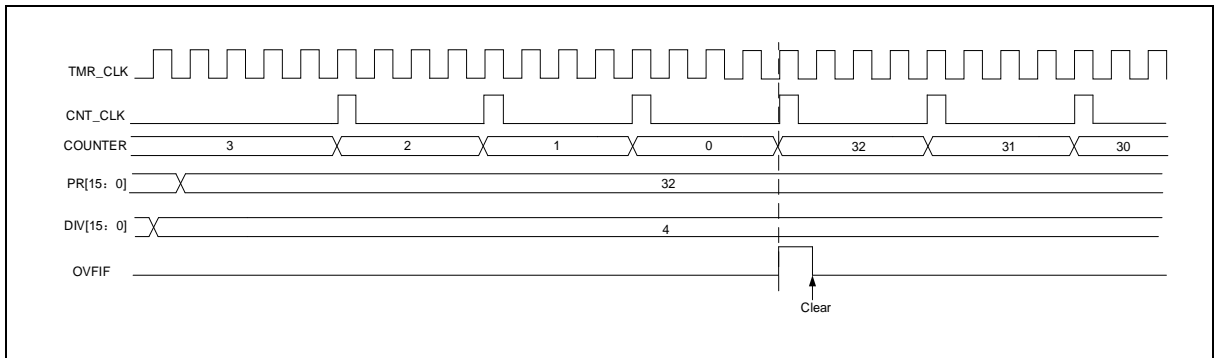 TMR_CLK
CNT_CLK
COUNTER 3 2 1 0 32 31 30
PR[15：0] 32
DIV[15：0] 4
OVFIF
Clear